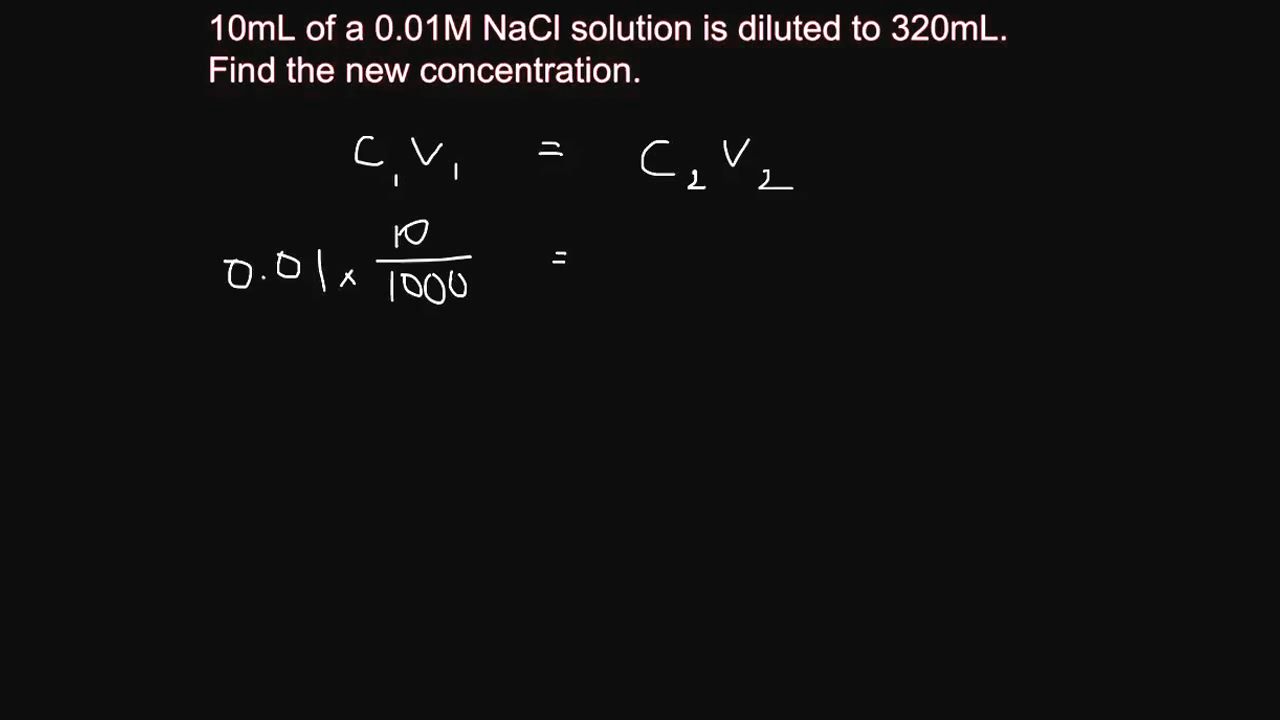 10mL of a 0.01M NaCl solution is diluted to 320mL.
Find the new concentration.
C₁V₁ = C₂V₂
0.01 × 10/1000 =